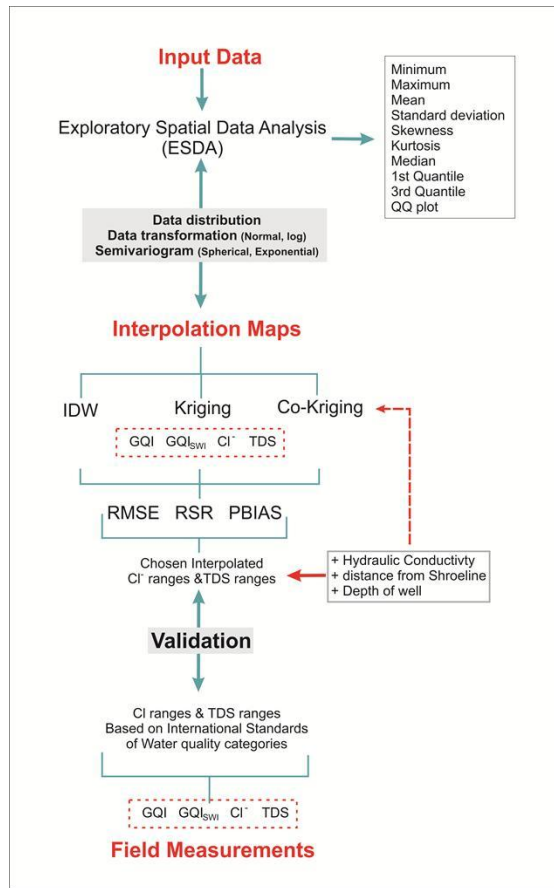 Input Data
Exploratory Spatial Data Analysis
(ESDA)
Minimum
Maximum
Mean
Standard deviation
Skewness
Kurtosis
Median
1st Quantile
3rd Quantile
QQ plot
Data distribution
Data transformation (Normal, log)
Semivariogram (Spherical, Exponential)
Interpolation Maps
IDW Kriging Co-Kriging
GQI GQISWI Cl⁻ TDS
RMSE RSR PBIAS
Chosen Interpolated
Cl⁻ ranges &TDS ranges
+ Hydraulic Conductivty
+ distance from Shroeline
+ Depth of well
Validation
Cl ranges & TDS ranges
Based on International Standards
of Water quality categories
GQI GQISWI Cl⁻ TDS
Field Measurements